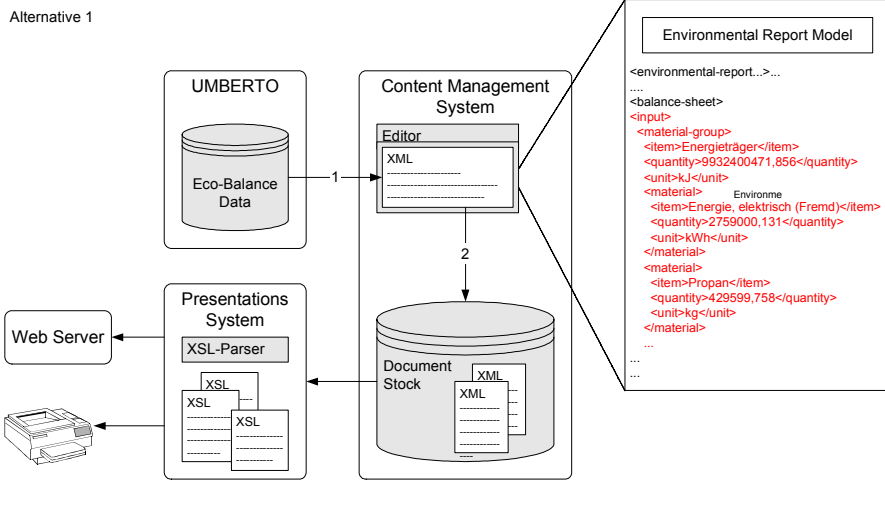 Alternative 1
UMBERTO
Eco-Balance
Data
1
Content Management
System
Editor
XML
2
Document
Stock
XML
XML
Presentations
System
XSL-Parser
XSL
XSL
XSL
Web Server
Environmental Report Model
<environmental-report...>...
....
<balance-sheet>
<input>
<material-group>
<item>Energieträger</item>
<quantity>9932400471,856</quantity>
<unit>kJ</unit>
<material>
Environme
<item>Energie, elektrisch (Fremd)</item>
<quantity>2759000,131</quantity>
<unit>kWh</unit>
</material>
<material>
<item>Propan</item>
<quantity>429599,758</quantity>
<unit>kg</unit>
</material>
...
...
...